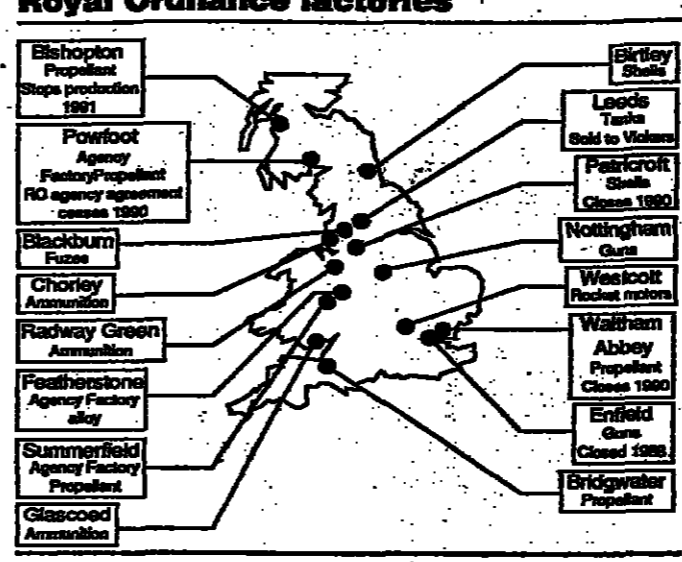 Royal Ordnance factories
Bishopton
Propellant
Stops production
1991
Powfoot
Agency
FactoryPropellant
RO agency agreement
ceases 1990
Blackburn
Fuzes
Chorley
Ammunition
Radway Green
Ammunition
Featherstone
Agency Factory
alloy
Summerfield
Agency Factory
Propellant
Glascoed
Ammunition
Birtley
Shells
Leeds
Tanks
Sold to Vickers
Patricroft
Shells
Closes 1990
Nottingham
Guns
Westcott
Rocket motors
Waltham
Abbey
Propellant
Closes 1990
Enfield
Guns
Closed 1988
Bridgwater
Propellant